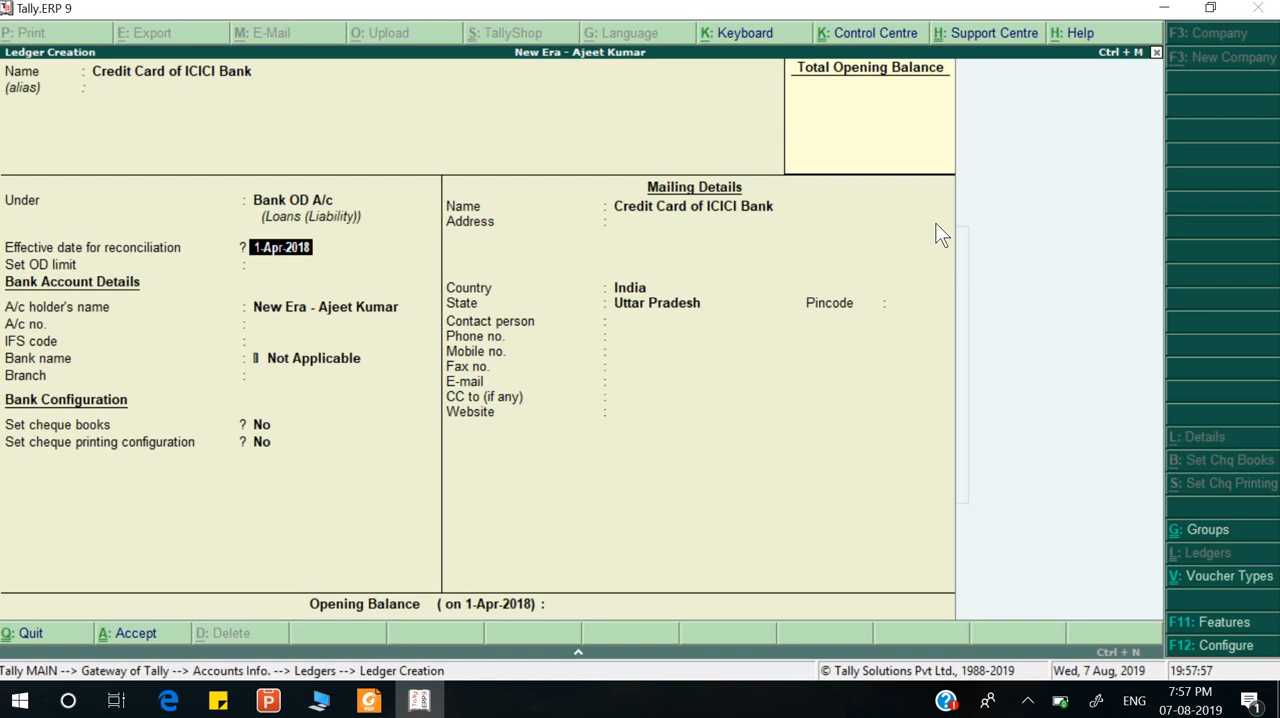 Tally.ERP 9
P: Print E: Export M: E-Mail O: Upload S: TallyShop G: Language K: Keyboard K: Control Centre H: Support Centre H: Help
F3: Company
Ledger Creation New Era - Ajeet Kumar Ctrl + M x
F3: New Company
Name : Credit Card of ICICI Bank
(alias) :
Total Opening Balance
Under : Bank OD A/c
(Loans (Liability))
Effective date for reconciliation ? 1-Apr-2018
Set OD limit :
Bank Account Details
A/c holder's name : New Era - Ajeet Kumar
A/c no. :
IFS code :
Bank name : Not Applicable
Branch :
Bank Configuration
Set cheque books ? No
Set cheque printing configuration ? No
Mailing Details
Name : Credit Card of ICICI Bank
Address :
Country : India
State : Uttar Pradesh Pincode :
Contact person :
Phone no. :
Mobile no. :
Fax no. :
E-mail :
CC to (if any) :
Website :
L: Details
B: Set Chq Books
S: Set Chq Printing
G: Groups
L: Ledgers
V: Voucher Types
F11: Features
F12: Configure
Opening Balance ( on 1-Apr-2018) :
Q: Quit A: Accept D: Delete
Ctrl + N
Tally MAIN --> Gateway of Tally --> Accounts Info. --> Ledgers --> Ledger Creation © Tally Solutions Pvt Ltd., 1988-2019 Wed, 7 Aug, 2019 19:57:57
ENG 7:57 PM
07-08-2019